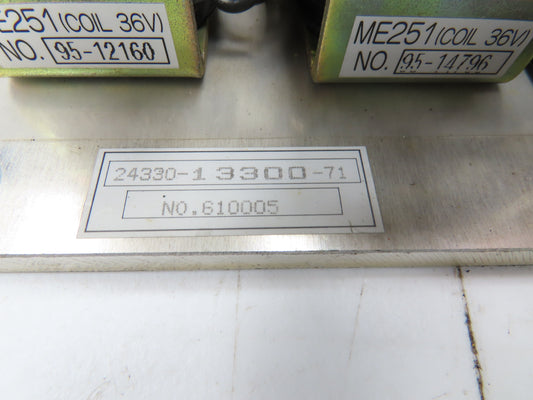 E251(COIL 36V)
NO. 95-12160
ME251(COIL 36V)
NO. 95-14796
24330-13300-71
NO.610005